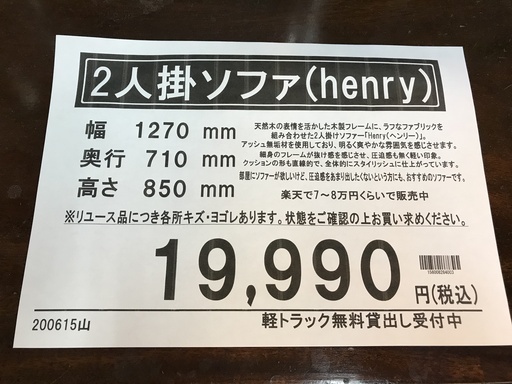 2人掛ソファ(henry)
幅 1270 mm
奥行 710 mm
高さ 850 mm
天然木の表情を活かした木製フレームに、ラフなファブリックを
組み合わせた2人掛けソファー「Henry(ヘンリー)」。
アッシュ無垢材を使用しており、明るく爽やかな雰囲気を感じさせます。
細身のフレームが抜け感を感じさせ、圧迫感も無く軽い印象。
クッションの形も直線的で、全体的にスタイリッシュに仕上がっています。
部屋にソファーが欲しいけど、圧迫感をあまり出したくないという方にも、おすすめのソファーです。
楽天で7〜8万円くらいで販売中
※リユース品につき各所キズ・ヨゴレあります。状態をご確認の上お買い求めください。
19,990 円(税込)
200615山
軽トラック無料貸出し受付中